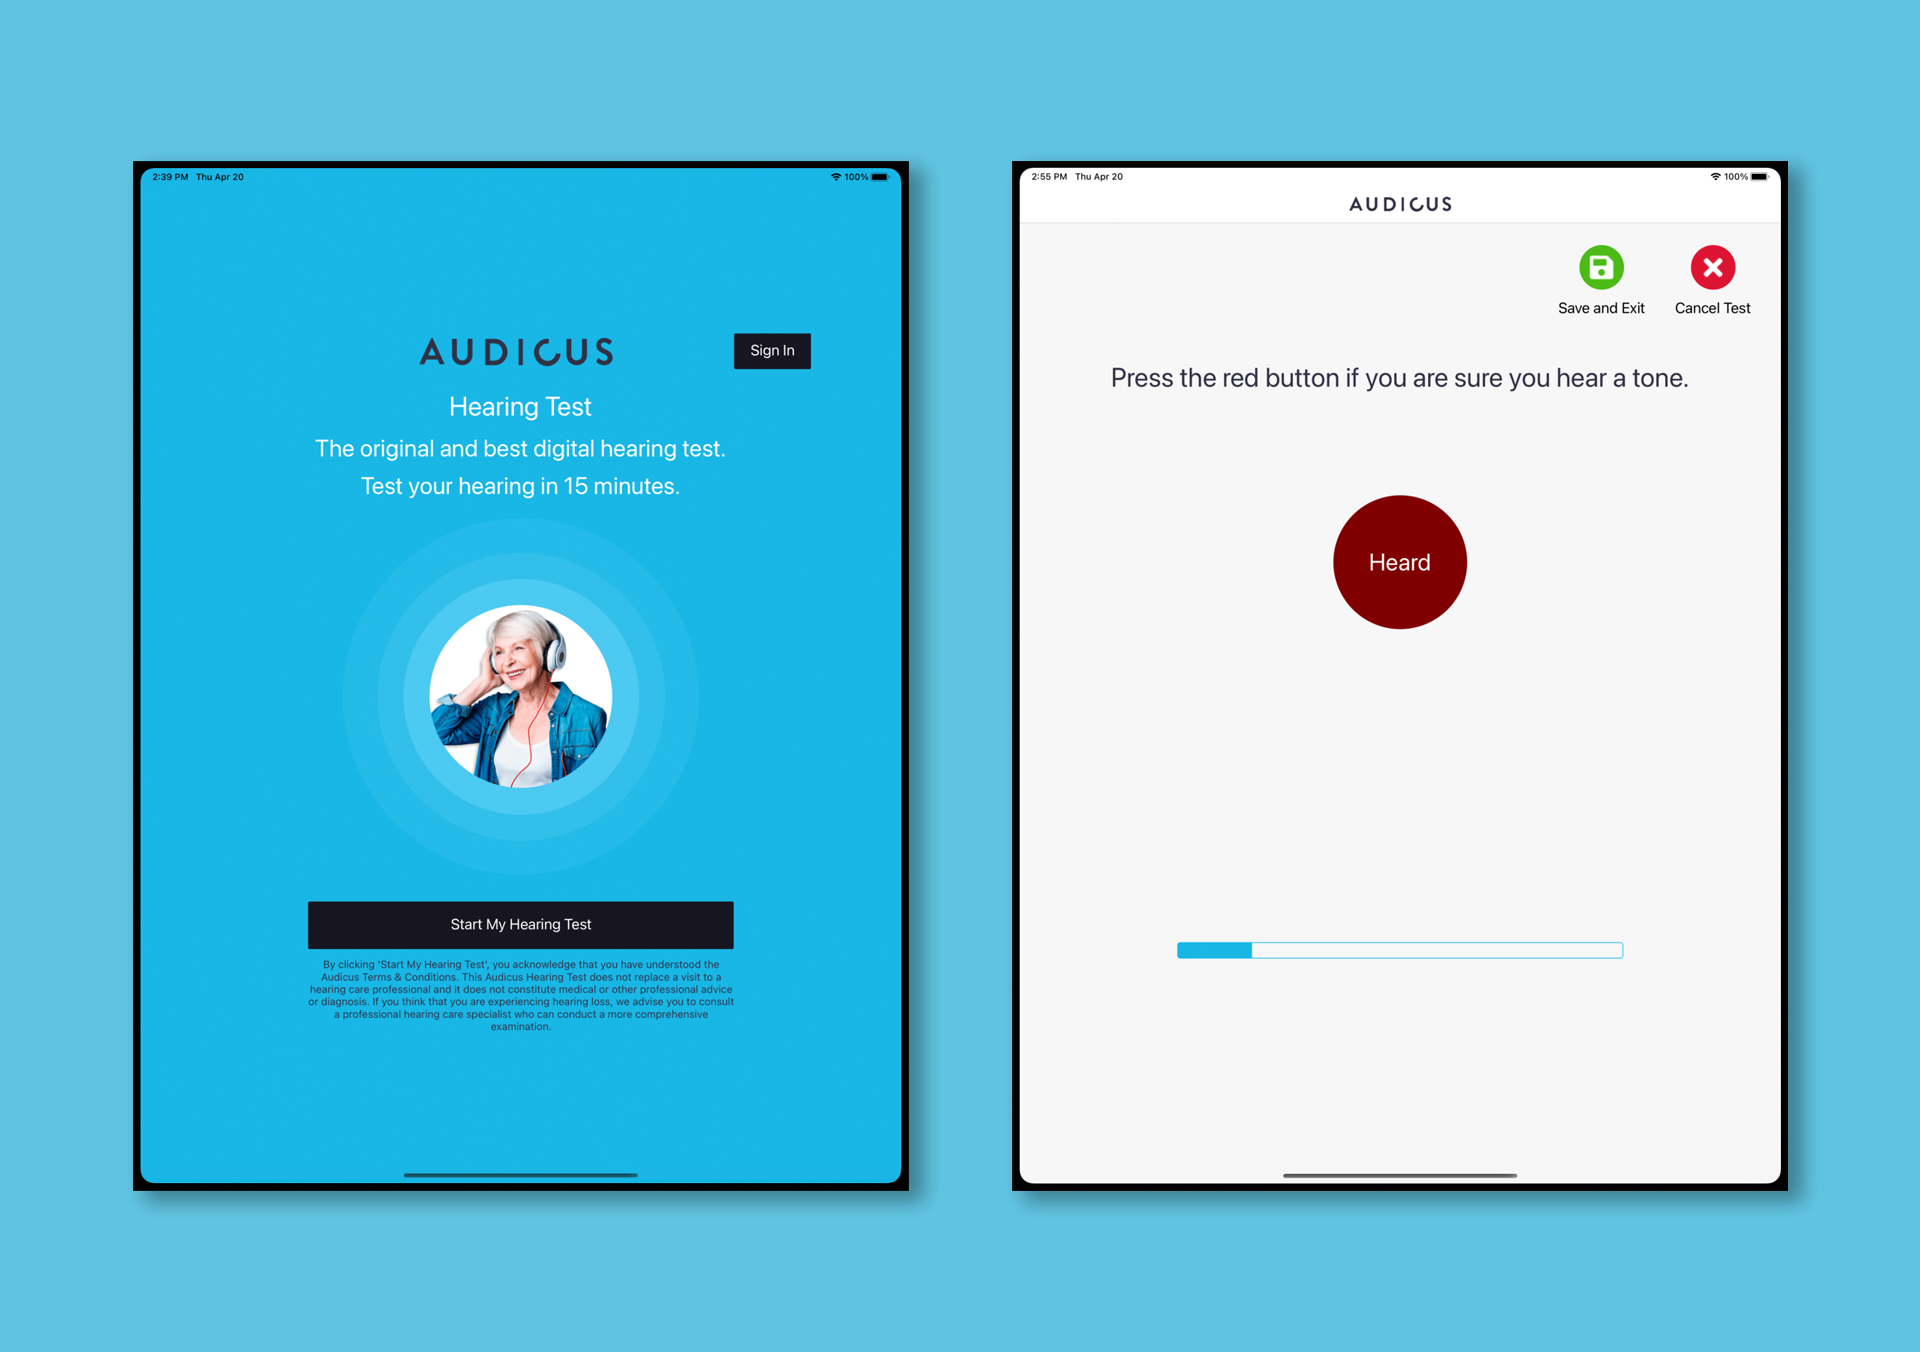 2:39 PM Thu Apr 20
100%
AUDICUS
Sign In
Hearing Test
The original and best digital hearing test.
Test your hearing in 15 minutes.
Start My Hearing Test
By clicking 'Start My Hearing Test', you acknowledge that you have understood the
Audicus Terms & Conditions. This Audicus Hearing Test does not replace a visit to a
hearing care professional and it does not constitute medical or other professional advice
or diagnosis. If you think that you are experiencing hearing loss, we advise you to consult
a professional hearing care specialist who can conduct a more comprehensive
examination.
2:55 PM Thu Apr 20
100%
AUDICUS
Save and Exit
Cancel Test
Press the red button if you are sure you hear a tone.
Heard